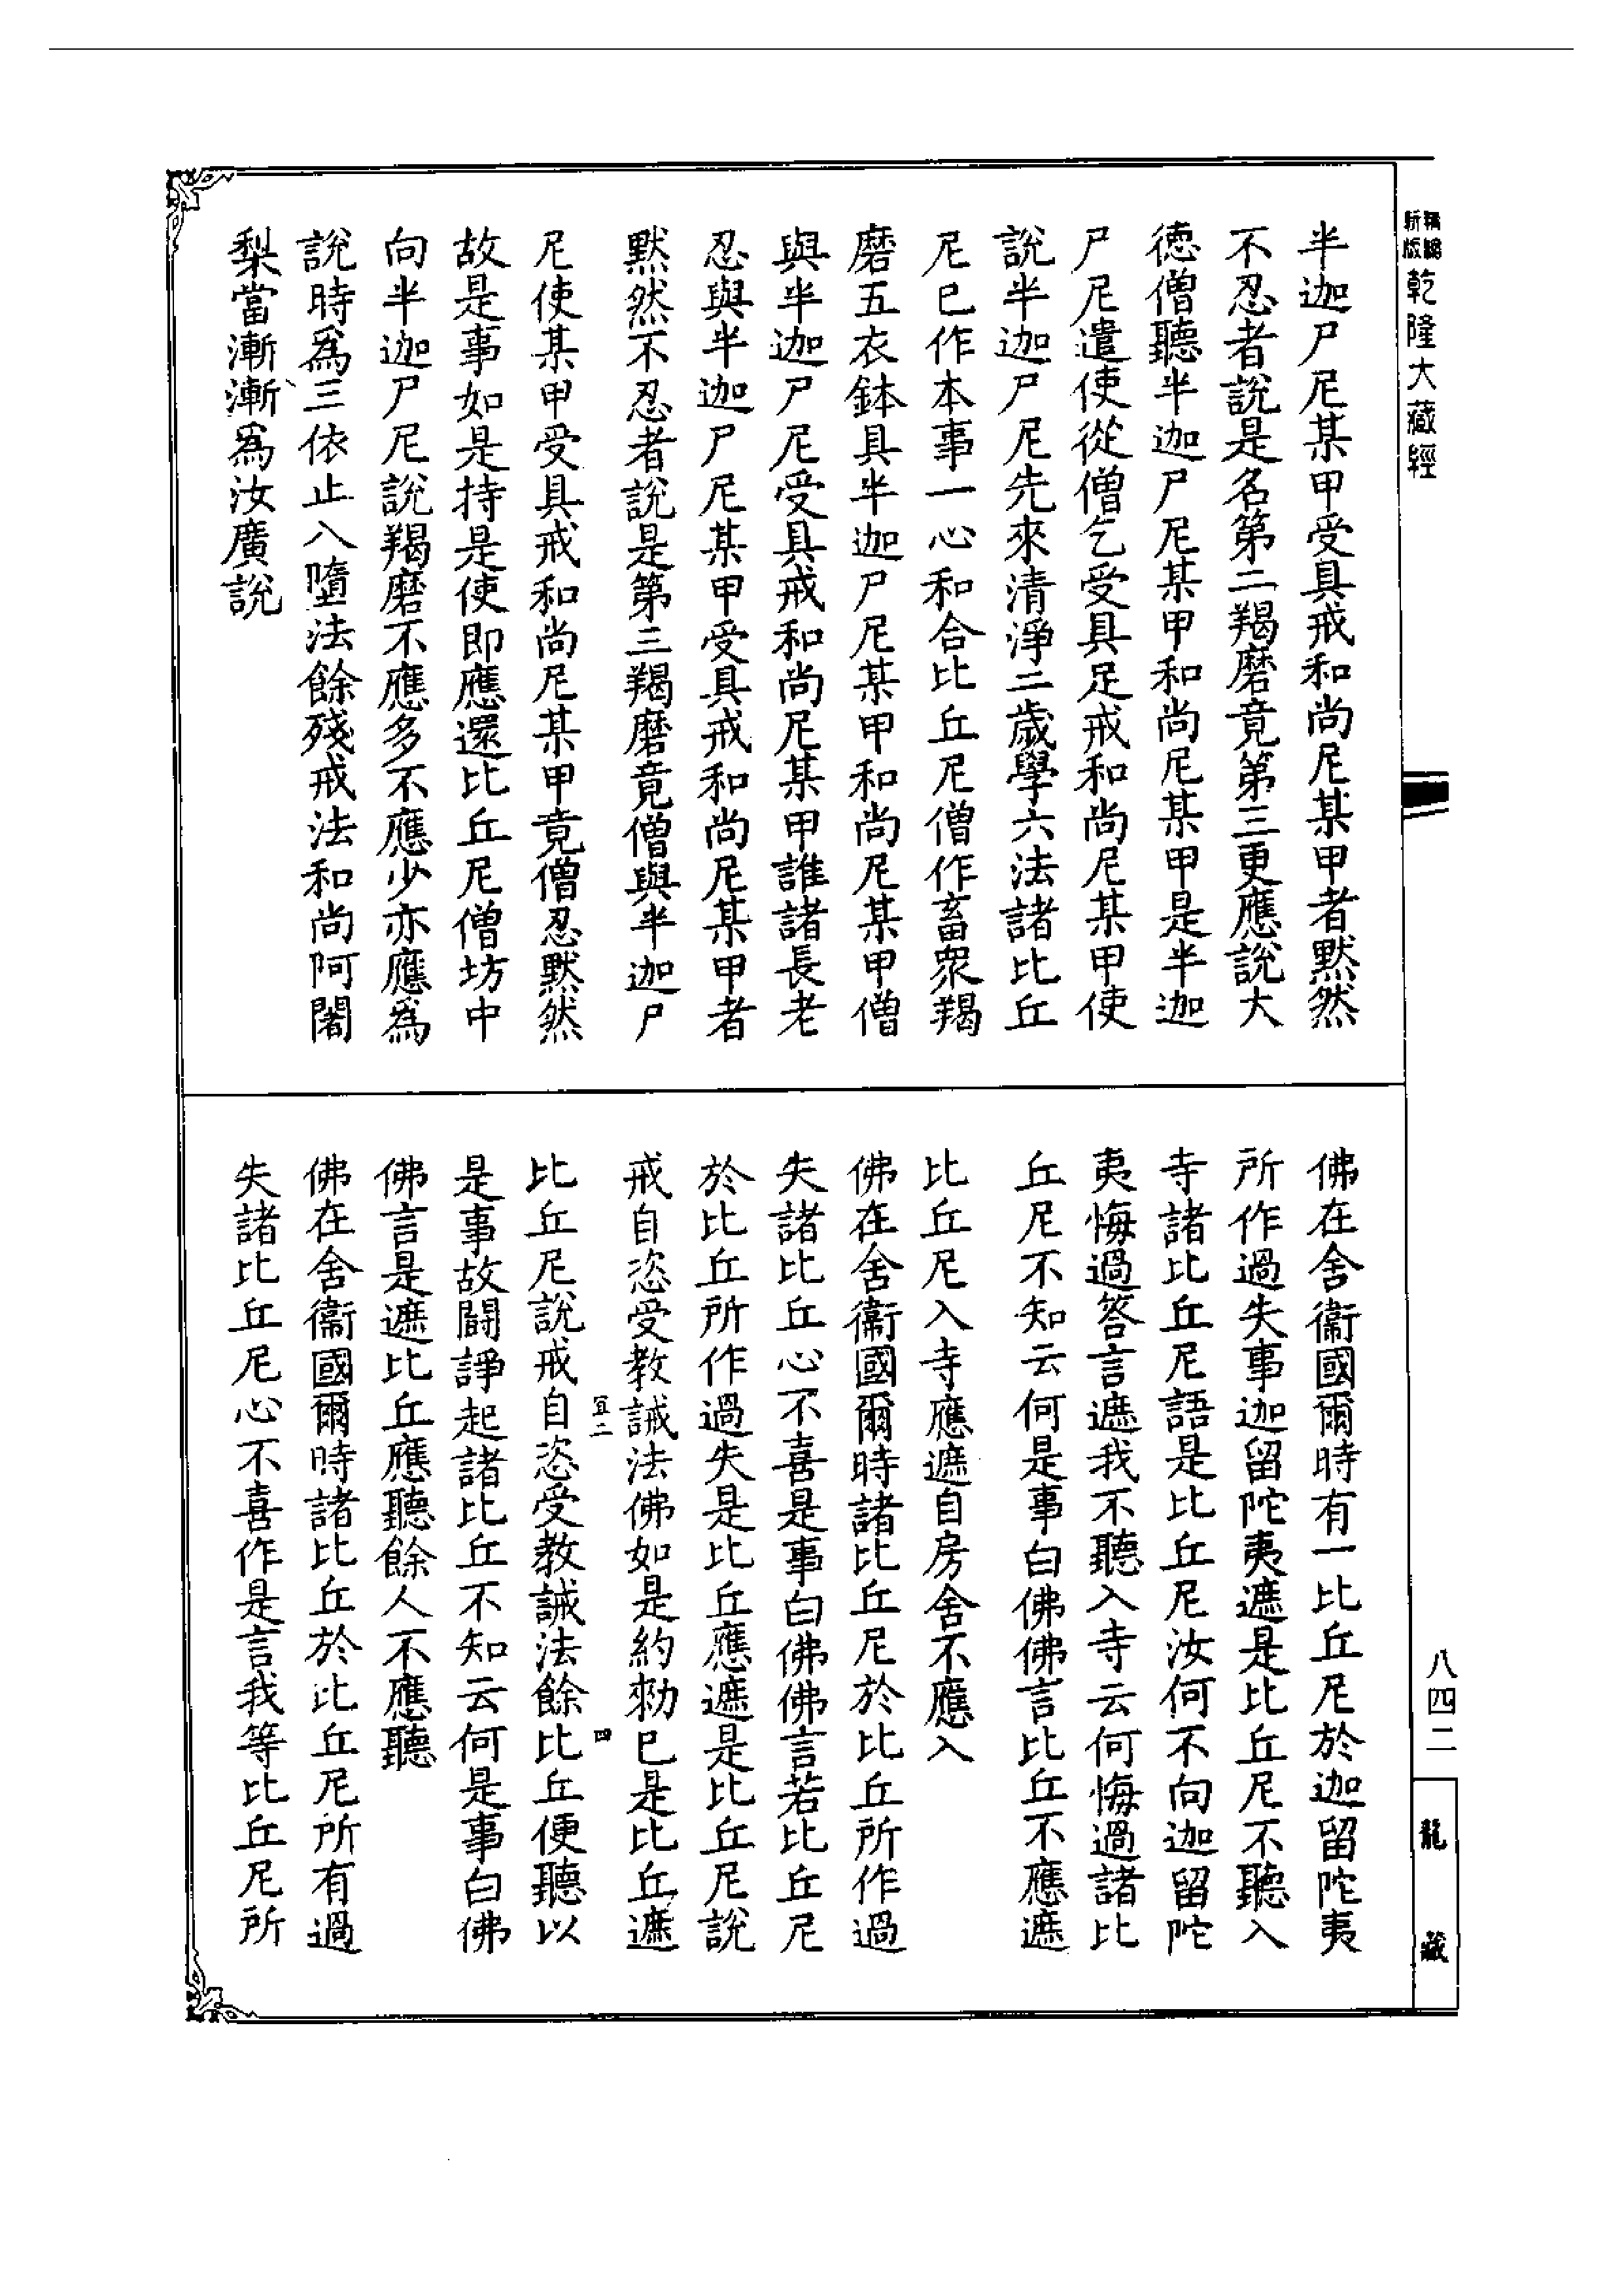 精編
新版
乾隆大藏經
半迦尸尼某甲受具戒和尚尼某甲者默然
不忍者說是名第二羯磨竟第三更應說大
德僧聽半迦尸尼某甲和尚尼某甲是半迦
尸尼遣使從僧乞受具足戒和尚尼某甲使
說半迦尸尼先來清淨二歲學六法諸比丘
尼已作本事一心和合比丘尼僧作畜眾羯
磨五衣鉢具半迦尸尼某甲和尚尼某甲僧
與半迦尸尼受具戒和尚尼某甲誰諸長老
忍與半迦尸尼某甲受具戒和尚尼某甲者
默然不忍者說是第三羯磨竟僧與半迦尸
尼使某甲受具戒和尚尼某甲竟僧忍默然
故是事如是持是使即應還比丘尼僧坊中
向半迦尸尼說羯磨不應多不應少亦應為
說時為三依止八墮法餘殘戒法和尚阿闍
梨當漸漸為汝廣說
佛在舍衞國爾時有一比丘尼於迦留陀夷
所作過失事迦留陀夷遮是比丘尼不聽入
寺諸比丘尼語是比丘尼汝何不向迦留陀
夷悔過答言遮我不聽入寺云何悔過諸比
丘尼不知云何是事白佛佛言比丘不應遮
比丘尼入寺應遮自房舍不應入
佛在舍衞國爾時諸比丘尼於比丘所作過
失諸比丘心不喜是事白佛佛言若比丘尼
於比丘所作過失是比丘應遮是比丘尼說
戒自恣受教誡法佛如是約勑已是比丘遮
宜二
四
比丘尼說戒自恣受教誡法餘比丘便聽以
是事故鬪諍起諸比丘不知云何是事白佛
佛言是遮比丘應聽餘人不應聽
佛在舍衞國爾時諸比丘於比丘尼所有過
失諸比丘尼心不喜作是言我等比丘尼所
八四二
龍藏